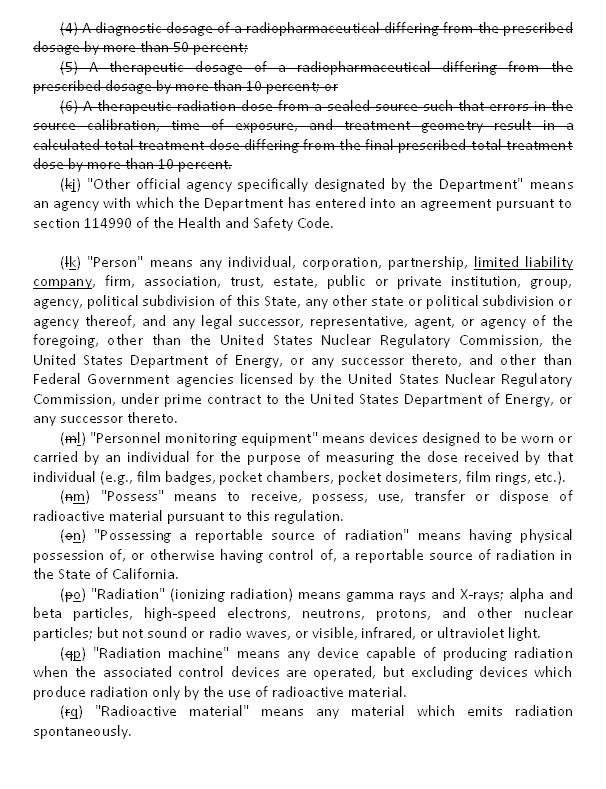 (4) A diagnostic dosage of a radiopharmaceutical differing from the prescribed
dosage by more than 50 percent;
(5) A therapeutic dosage of a radiopharmaceutical differing from the
prescribed dosage by more than 10 percent; or
(6) A therapeutic radiation dose from a sealed source such that errors in the
source calibration, time of exposure, and treatment geometry result in a
calculated total treatment dose differing from the final prescribed total treatment
dose by more than 10 percent.
(kj) "Other official agency specifically designated by the Department" means
an agency with which the Department has entered into an agreement pursuant to
section 114990 of the Health and Safety Code.
(lk) "Person" means any individual, corporation, partnership, limited liability
company, firm, association, trust, estate, public or private institution, group,
agency, political subdivision of this State, any other state or political subdivision or
agency thereof, and any legal successor, representative, agent, or agency of the
foregoing, other than the United States Nuclear Regulatory Commission, the
United States Department of Energy, or any successor thereto, and other than
Federal Government agencies licensed by the United States Nuclear Regulatory
Commission, under prime contract to the United States Department of Energy, or
any successor thereto.
(ml) "Personnel monitoring equipment" means devices designed to be worn or
carried by an individual for the purpose of measuring the dose received by that
individual (e.g., film badges, pocket chambers, pocket dosimeters, film rings, etc.).
(nm) "Possess" means to receive, possess, use, transfer or dispose of
radioactive material pursuant to this regulation.
(on) "Possessing a reportable source of radiation" means having physical
possession of, or otherwise having control of, a reportable source of radiation in
the State of California.
(po) "Radiation" (ionizing radiation) means gamma rays and X-rays; alpha and
beta particles, high-speed electrons, neutrons, protons, and other nuclear
particles; but not sound or radio waves, or visible, infrared, or ultraviolet light.
(qp) "Radiation machine" means any device capable of producing radiation
when the associated control devices are operated, but excluding devices which
produce radiation only by the use of radioactive material.
(rq) "Radioactive material" means any material which emits radiation
spontaneously.